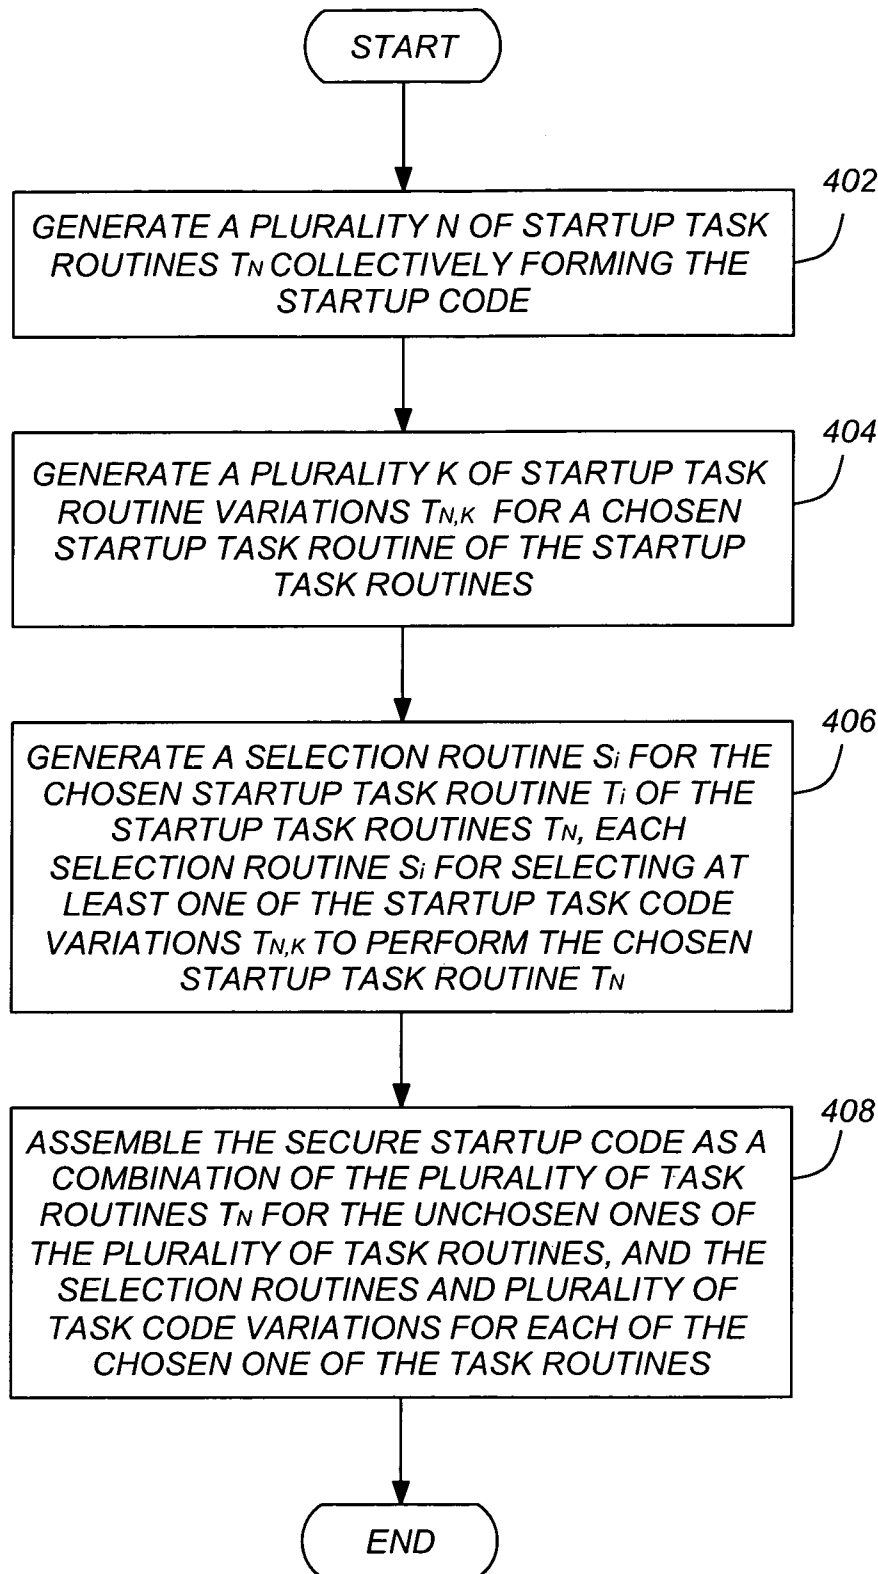 START
402
GENERATE A PLURALITY N OF STARTUP TASK
ROUTINES TN COLLECTIVELY FORMING THE
STARTUP CODE
404
GENERATE A PLURALITY K OF STARTUP TASK
ROUTINE VARIATIONS TN,K FOR A CHOSEN
STARTUP TASK ROUTINE OF THE STARTUP
TASK ROUTINES
406
GENERATE A SELECTION ROUTINE Si FOR THE
CHOSEN STARTUP TASK ROUTINE Ti OF THE
STARTUP TASK ROUTINES TN, EACH
SELECTION ROUTINE Si FOR SELECTING AT
LEAST ONE OF THE STARTUP TASK CODE
VARIATIONS TN,K TO PERFORM THE CHOSEN
STARTUP TASK ROUTINE TN
408
ASSEMBLE THE SECURE STARTUP CODE AS A
COMBINATION OF THE PLURALITY OF TASK
ROUTINES TN FOR THE UNCHOSEN ONES OF
THE PLURALITY OF TASK ROUTINES, AND THE
SELECTION ROUTINES AND PLURALITY OF
TASK CODE VARIATIONS FOR EACH OF THE
CHOSEN ONE OF THE TASK ROUTINES
END